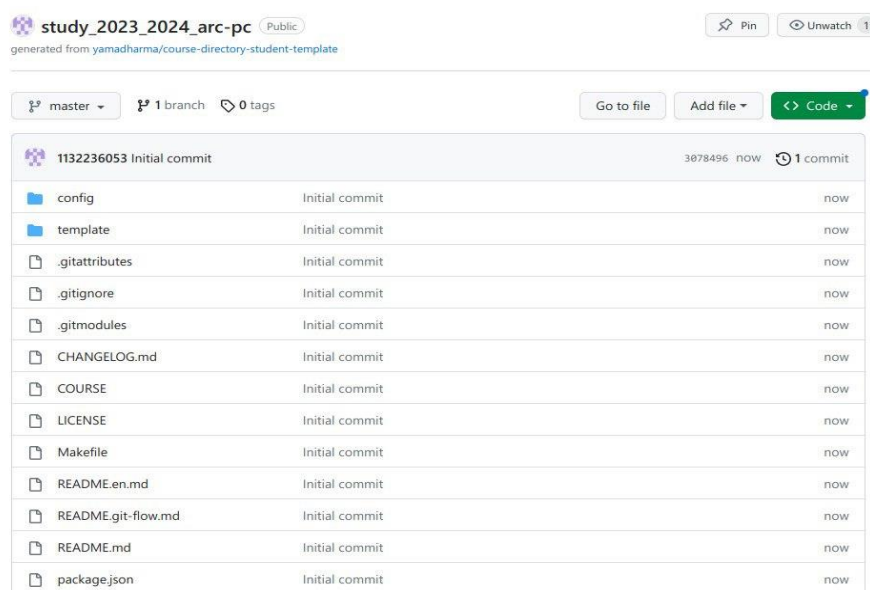 study_2023_2024_arc-pc Public Pin Unwatch 1
generated from yamadharma/course-directory-student-template
master 1 branch 0 tags Go to file Add file <> Code
1132236053 Initial commit 3078496 now 1 commit
config Initial commit now
template Initial commit now
.gitattributes Initial commit now
.gitignore Initial commit now
.gitmodules Initial commit now
CHANGELOG.md Initial commit now
COURSE Initial commit now
LICENSE Initial commit now
Makefile Initial commit now
README.en.md Initial commit now
README.git-flow.md Initial commit now
README.md Initial commit now
package.json Initial commit now